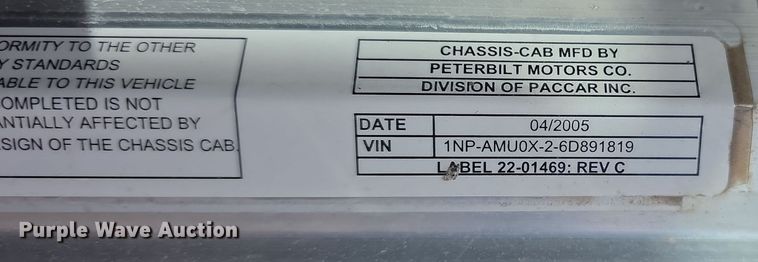 ORMITY TO THE OTHER
Y STANDARDS
ABLE TO THIS VEHICLE
COMPLETED IS NOT
ANTIALLY AFFECTED BY
SIGN OF THE CHASSIS CAB.
CHASSIS-CAB MFD BY
PETERBILT MOTORS CO.
DIVISION OF PACCAR INC.
DATE 04/2005
VIN 1NP-AMU0X-2-6D891819
LABEL 22-01469: REV C
Purple Wave Auction